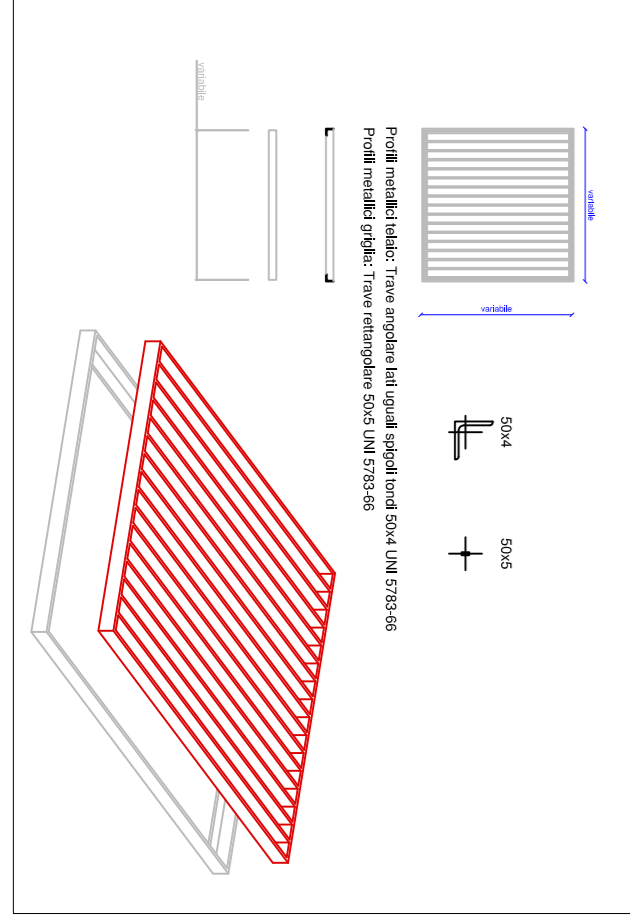 variabile
variabile
50x4
50x5
Profili metallici telaio: Trave angolare lati uguali spigoli tondi 50x4 UNI 5783-66
Profili metallici griglia: Trave rettangolare 50x5 UNI 5783-66
variabile